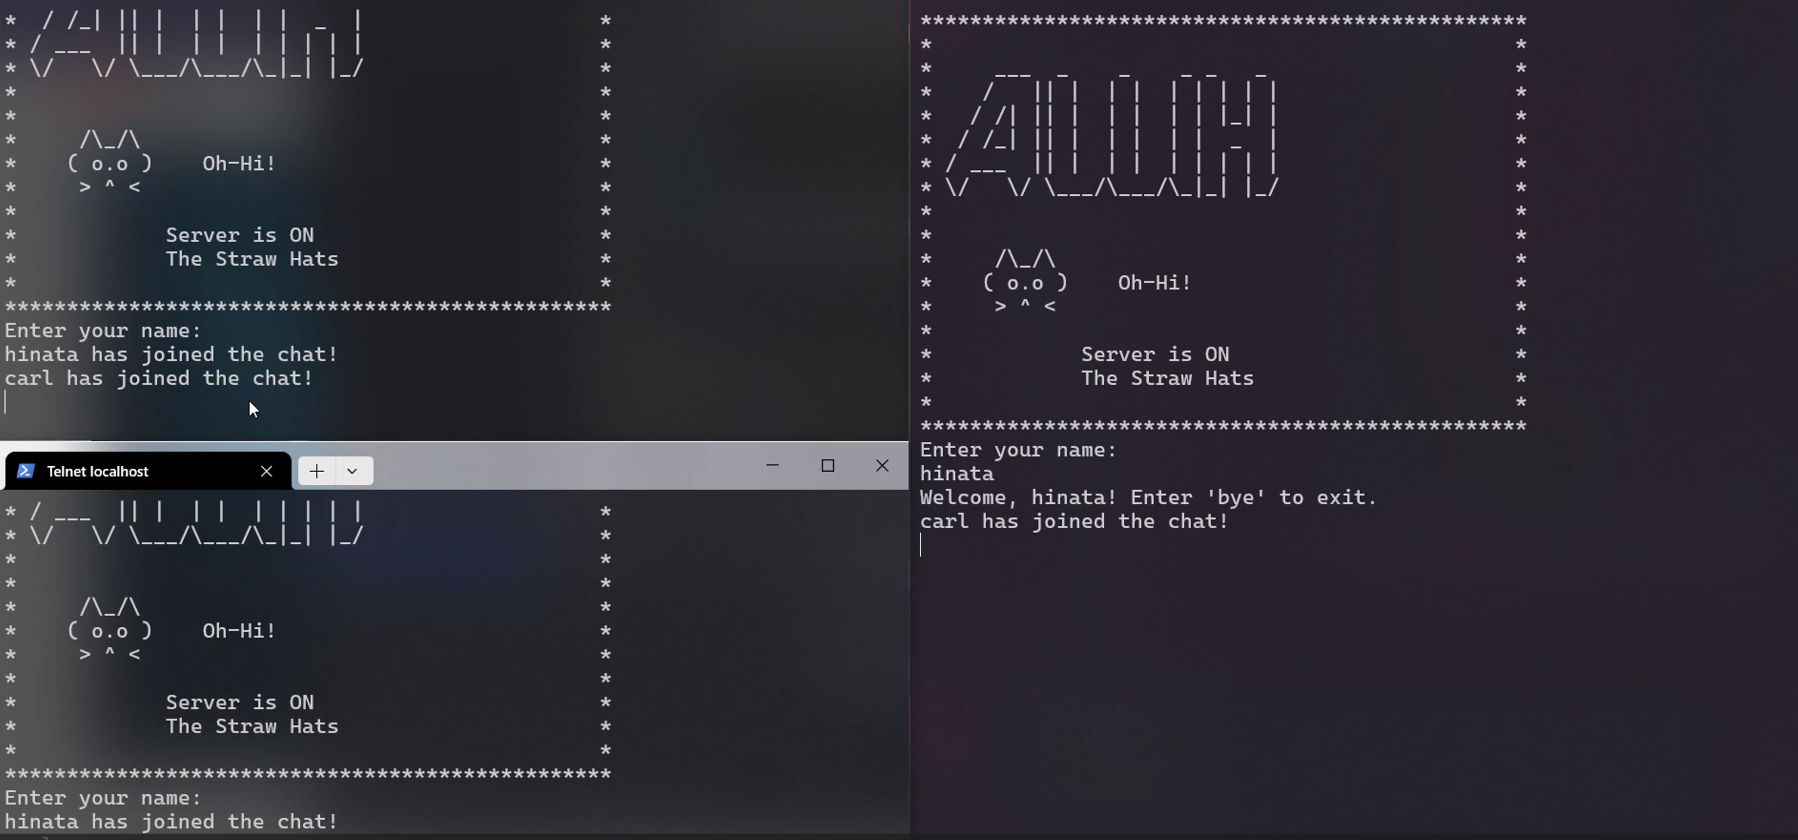 Oh-Hi!
Server is ON
The Straw Hats
Enter your name:
hinata has joined the chat!
carl has joined the chat!
Telnet localhost
Oh-Hi!
Server is ON
The Straw Hats
Enter your name:
hinata has joined the chat!
AUUH
Oh-Hi!
Server is ON
The Straw Hats
Enter your name:
hinata
Welcome, hinata! Enter 'bye' to exit.
carl has joined the chat!